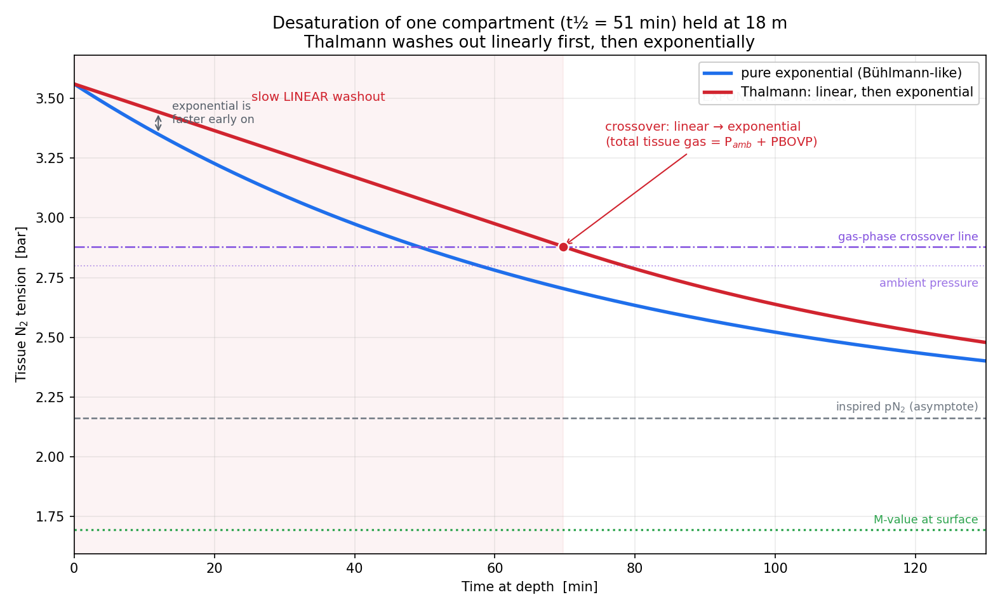 Desaturation of one compartment (t½ = 51 min) held at 18 m
Thalmann washes out linearly first, then exponentially
pure exponential (Bühlmann-like)
Thalmann: linear, then exponential
slow LINEAR washout
exponential is
faster early on
crossover: linear → exponential
(total tissue gas = P_amb + PBOVP)
gas-phase crossover line
ambient pressure
inspired pN₂ (asymptote)
M-value at surface
Tissue N₂ tension [bar]
3.50
3.25
3.00
2.75
2.50
2.25
2.00
1.75
0 20 40 60 80 100 120
Time at depth [min]